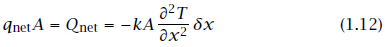 q_net A = Q_net = −kA ∂²T/∂x² δx (1.12)